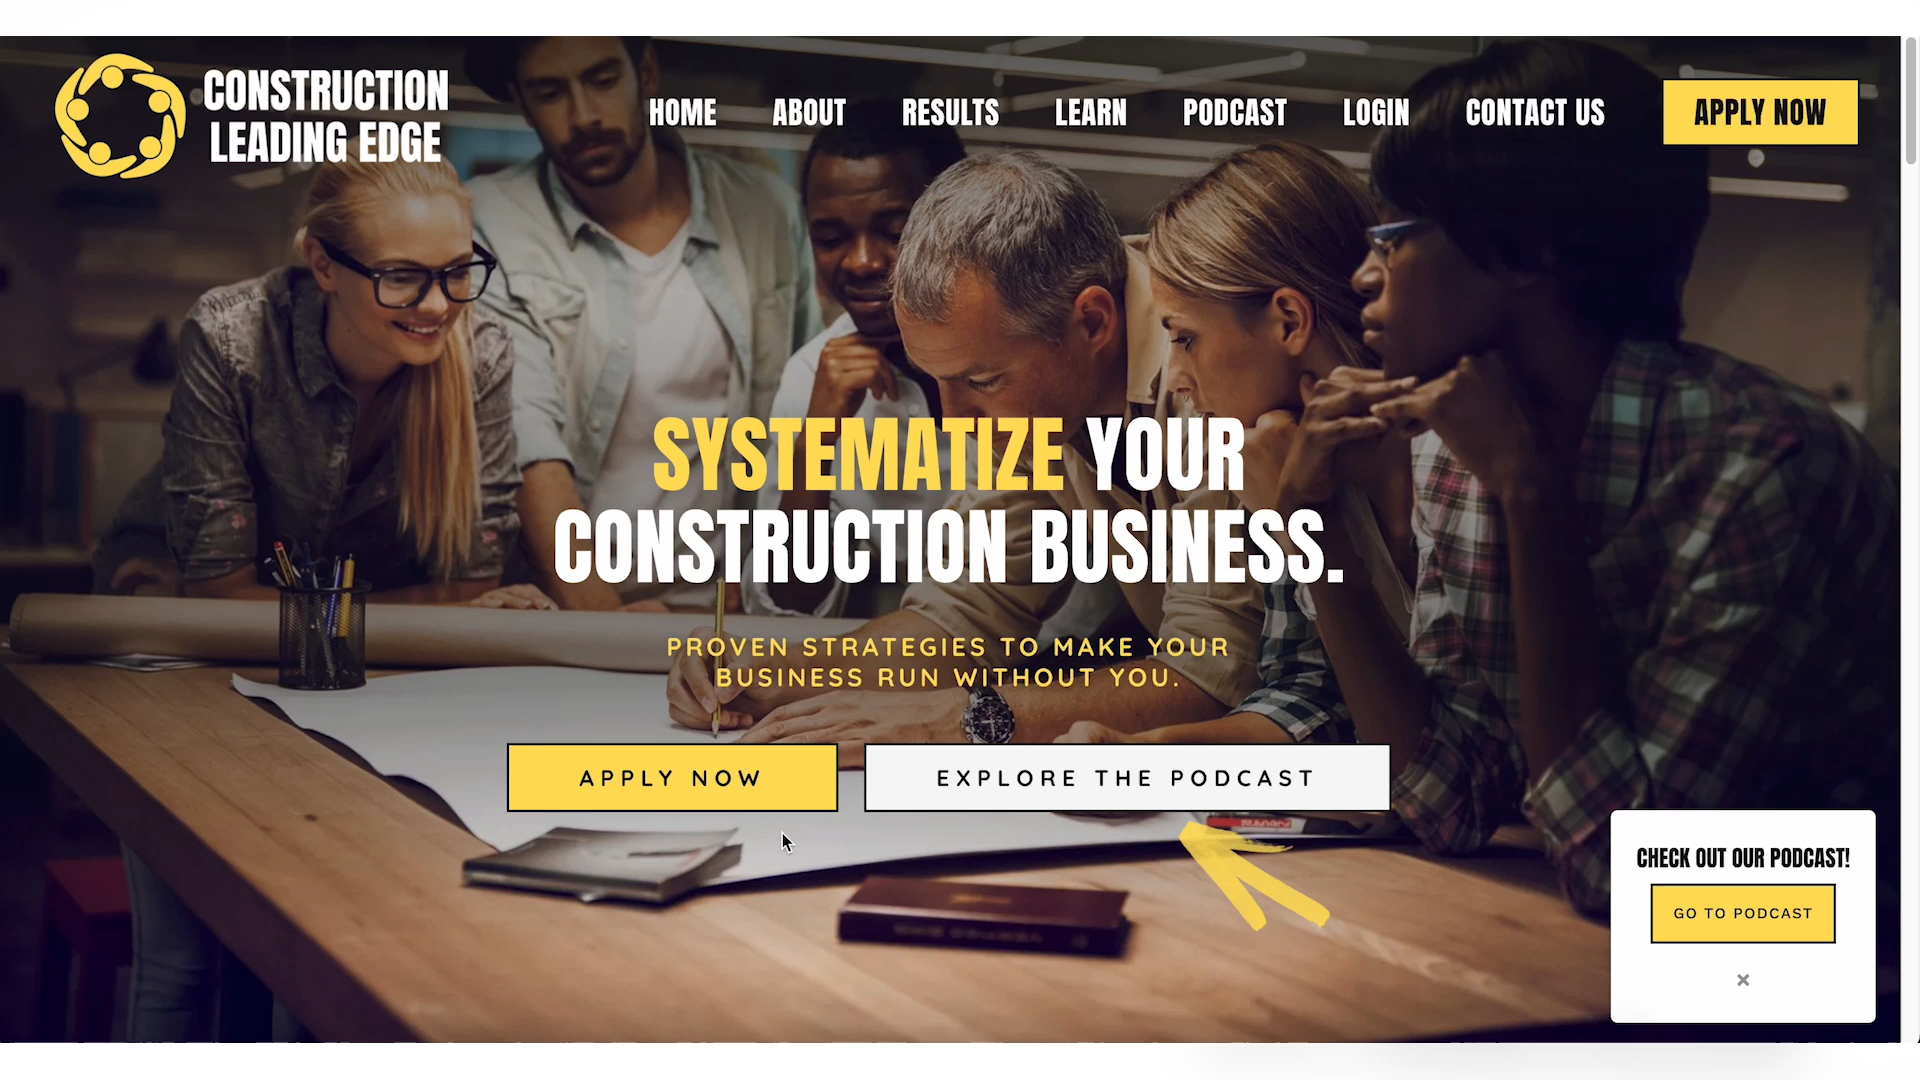 CONSTRUCTION
LEADING EDGE
HOME ABOUT RESULTS LEARN PODCAST LOGIN CONTACT US APPLY NOW
SYSTEMATIZE YOUR
CONSTRUCTION BUSINESS.
PROVEN STRATEGIES TO MAKE YOUR
BUSINESS RUN WITHOUT YOU.
APPLY NOW EXPLORE THE PODCAST
CHECK OUT OUR PODCAST!
GO TO PODCAST
×